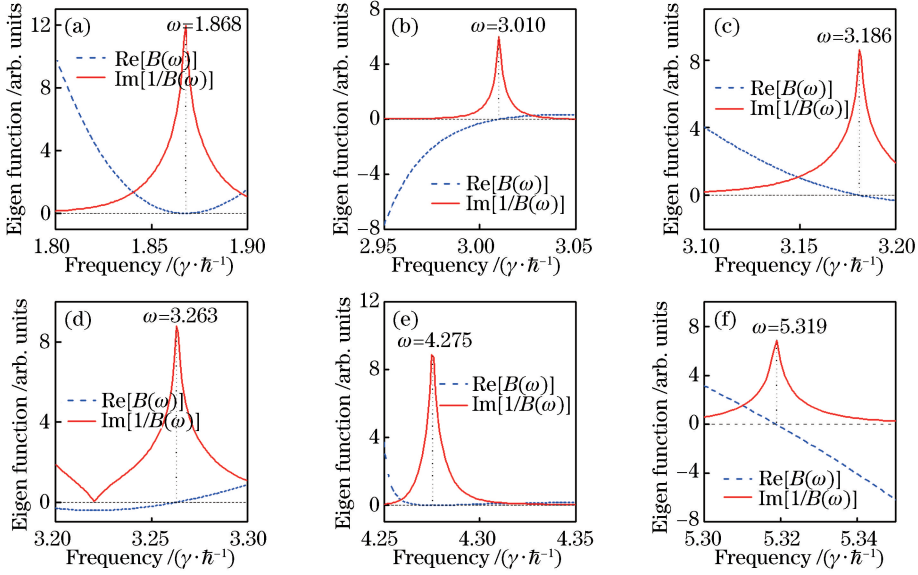 (a)
ω=1.868
Re[B(ω)]
Im[1/B(ω)]
Eigen function /arb. units
12
8
4
0
1.80
1.85
1.90
Frequency /(γ·ħ⁻¹)
(b)
ω=3.010
Re[B(ω)]
Im[1/B(ω)]
Eigen function /arb. units
8
4
0
−4
−8
2.95
3.00
3.05
Frequency /(γ·ħ⁻¹)
(c)
ω=3.186
Re[B(ω)]
Im[1/B(ω)]
Eigen function /arb. units
8
4
0
3.10
3.15
3.20
Frequency /(γ·ħ⁻¹)
(d)
ω=3.263
Re[B(ω)]
Im[1/B(ω)]
Eigen function /arb. units
8
4
0
3.20
3.25
3.30
Frequency /(γ·ħ⁻¹)
(e)
ω=4.275
Re[B(ω)]
Im[1/B(ω)]
Eigen function /arb. units
12
8
4
0
4.25
4.30
4.35
Frequency /(γ·ħ⁻¹)
(f)
ω=5.319
Re[B(ω)]
Im[1/B(ω)]
Eigen function /arb. units
8
4
0
−4
−8
5.30
5.32
5.34
Frequency /(γ·ħ⁻¹)